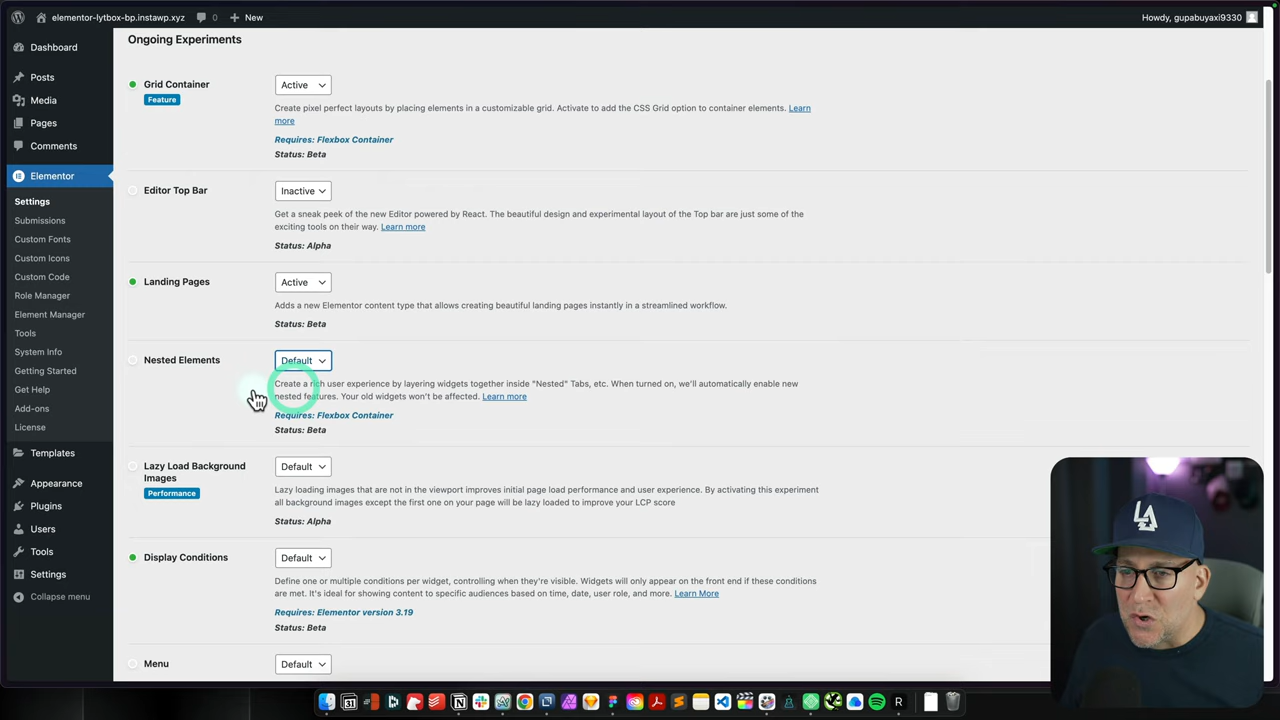 elementor-lytbox-bp.instawp.xyz
0
New
Howdy, gupabuyaxi9330
Dashboard
Posts
Media
Pages
Comments
Elementor
Settings
Submissions
Custom Fonts
Custom Icons
Custom Code
Role Manager
Element Manager
Tools
System Info
Getting Started
Get Help
Add-ons
License
Templates
Appearance
Plugins
Users
Tools
Settings
Collapse menu
Ongoing Experiments
Grid Container
Feature
Active
Create pixel perfect layouts by placing elements in a customizable grid. Activate to add the CSS Grid option to container elements. Learn
more
Requires: Flexbox Container
Status: Beta
Editor Top Bar
Inactive
Get a sneak peek of the new Editor powered by React. The beautiful design and experimental layout of the Top bar are just some of the
exciting tools on their way. Learn more
Status: Alpha
Landing Pages
Active
Adds a new Elementor content type that allows creating beautiful landing pages instantly in a streamlined workflow.
Status: Beta
Nested Elements
Default
Create a rich user experience by layering widgets together inside "Nested" Tabs, etc. When turned on, we'll automatically enable new
nested features. Your old widgets won't be affected. Learn more
Requires: Flexbox Container
Status: Beta
Lazy Load Background
Images
Performance
Default
Lazy loading images that are not in the viewport improves initial page load performance and user experience. By activating this experiment
all background images except the first one on your page will be lazy loaded to improve your LCP score
Status: Alpha
Display Conditions
Default
Define one or multiple conditions per widget, controlling when they're visible. Widgets will only appear on the front end if these conditions
are met. It's ideal for showing content to specific audiences based on time, date, user role, and more. Learn More
Requires: Elementor version 3.19
Status: Beta
Menu
Default